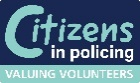 Citizens
in policing
VALUING VOLUNTEERS